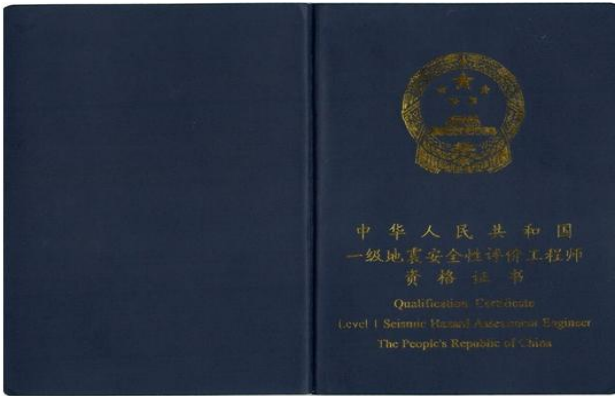 中华人民共和国
一级地震安全性评价工程师
资格证书
Qualification Certificate
Level 1 Seismic Hazard Assessment Engineer
The People's Republic of China